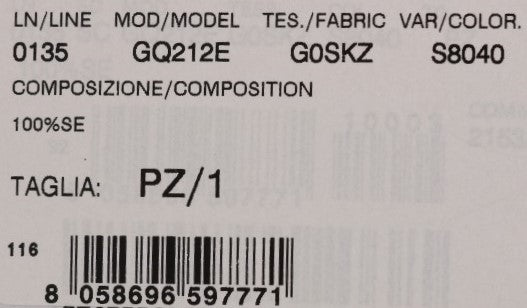 LN/LINE MOD/MODEL TES./FABRIC VAR/COLOR.
0135 GQ212E G0SKZ S8040
COMPOSIZIONE/COMPOSITION
100%SE
TAGLIA: PZ/1
116
8 058696 597771